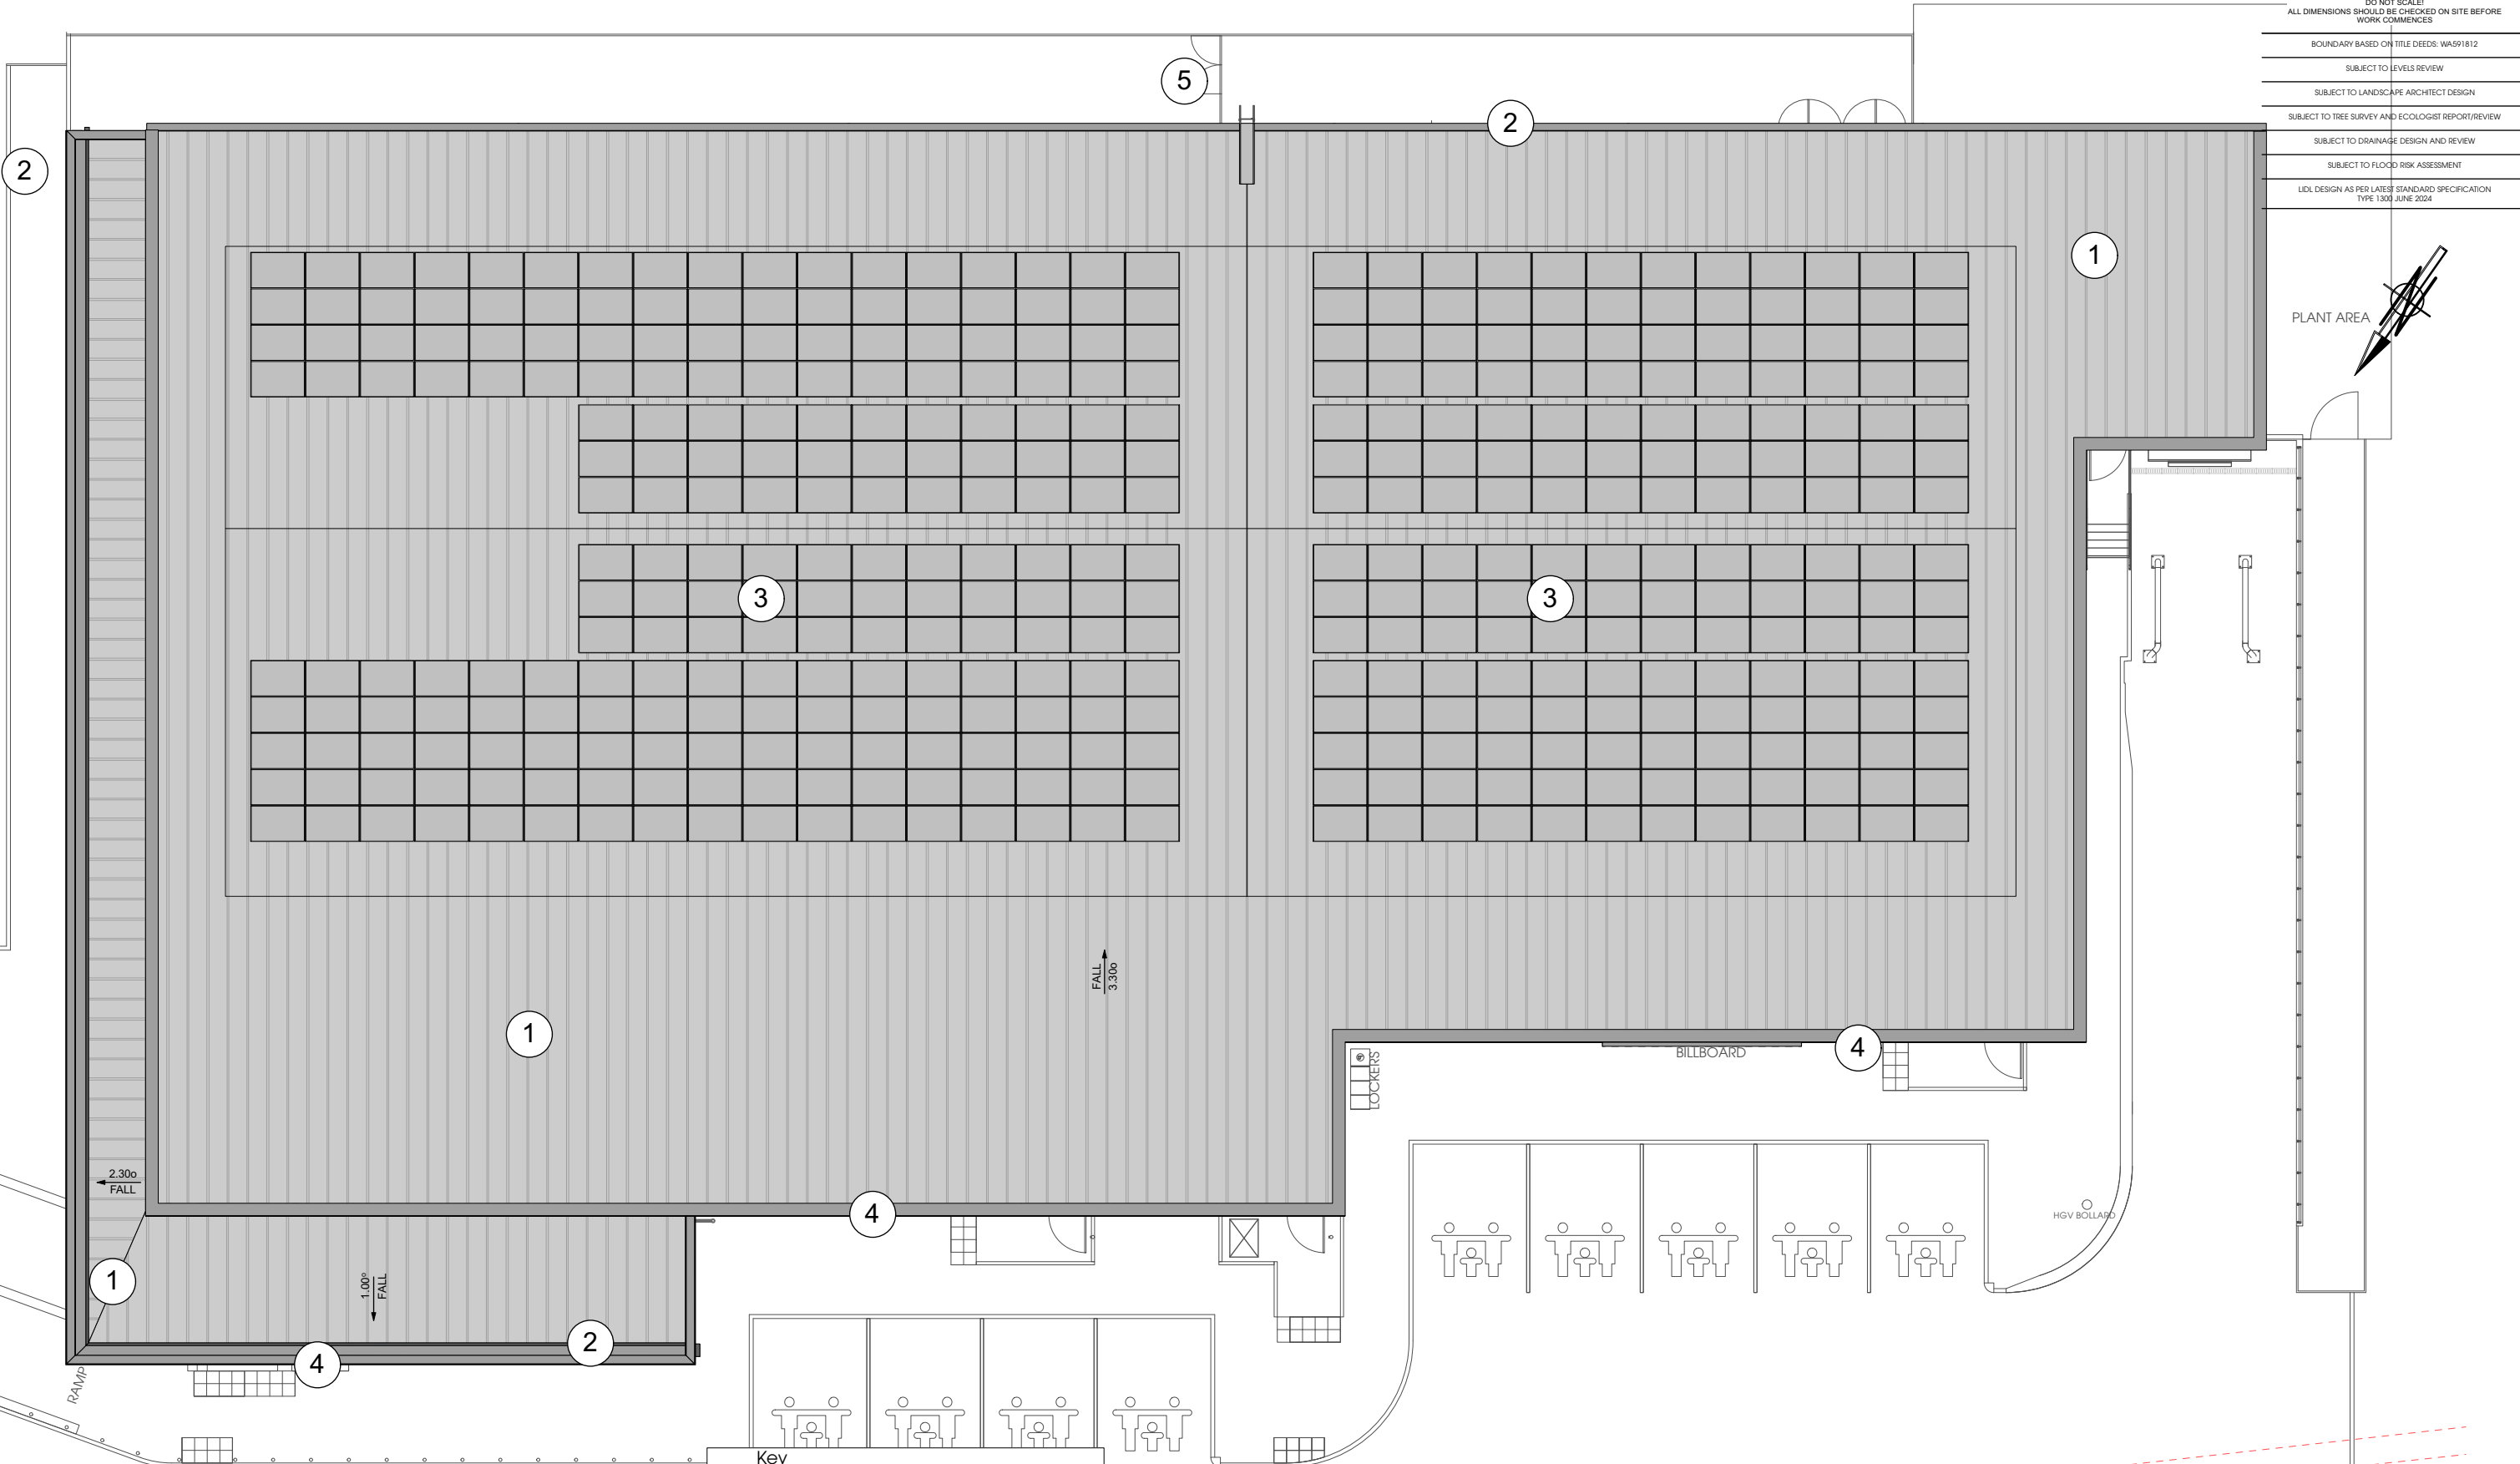 DO NOT SCALE!
ALL DIMENSIONS SHOULD BE CHECKED ON SITE BEFORE
WORK COMMENCES
BOUNDARY BASED ON TITLE DEEDS: WA591812
SUBJECT TO LEVELS REVIEW
SUBJECT TO LANDSCAPE ARCHITECT DESIGN
SUBJECT TO TREE SURVEY AND ECOLOGIST REPORT/REVIEW
SUBJECT TO DRAINAGE DESIGN AND REVIEW
SUBJECT TO FLOOD RISK ASSESSMENT
LIDL DESIGN AS PER LATEST STANDARD SPECIFICATION
TYPE 1300 JUNE 2024
5
2
2
1
PLANT AREA
3
3
FALL
3.30o
1
4
BILLBOARD
LOCKERS
2.30o
FALL
4
HGV BOLLARD
1
1.00°
FALL
2
4
RAMP
Key